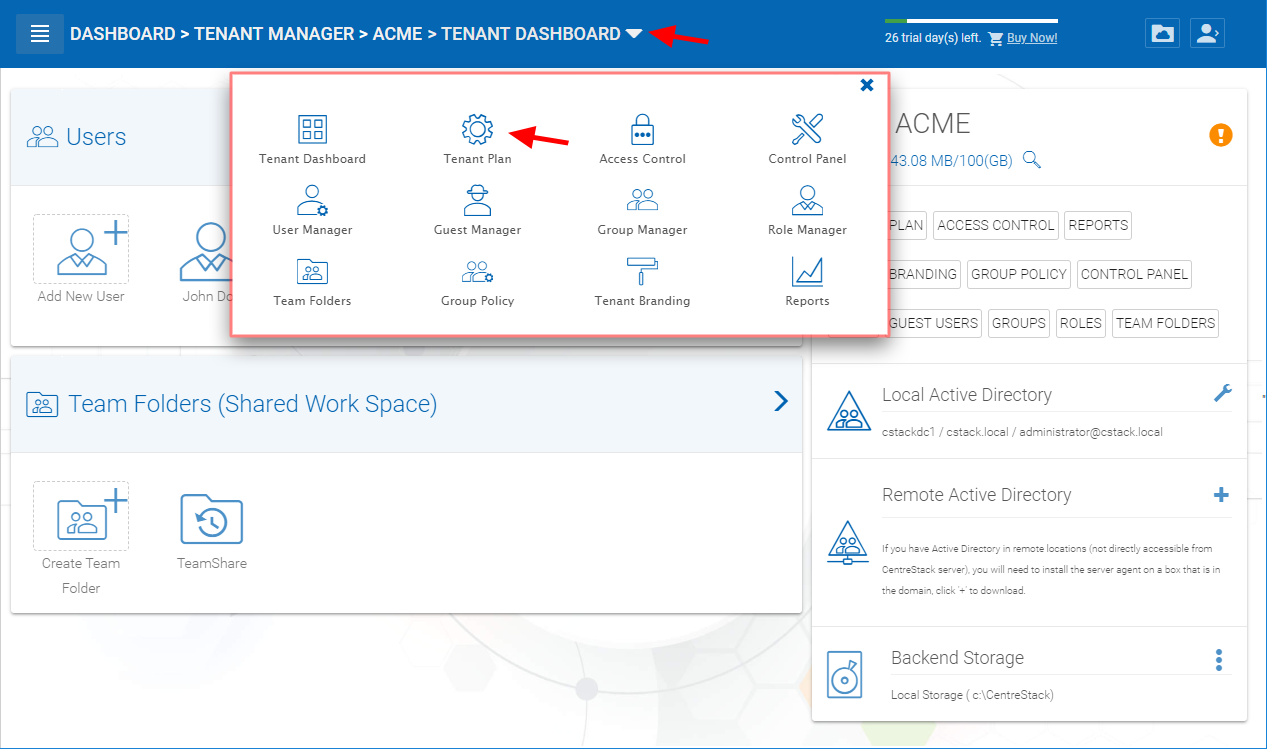 DASHBOARD > TENANT MANAGER > ACME > TENANT DASHBOARD
26 trial day(s) left. Buy Now!
Tenant Dashboard
Tenant Plan
Access Control
Control Panel
User Manager
Guest Manager
Group Manager
Role Manager
Team Folders
Group Policy
Tenant Branding
Reports
Users
Add New User
John Do
Team Folders (Shared Work Space)
Create Team
Folder
TeamShare
ACME
43.08 MB/100(GB)
PLAN ACCESS CONTROL REPORTS
BRANDING GROUP POLICY CONTROL PANEL
GUEST USERS GROUPS ROLES TEAM FOLDERS
Local Active Directory
cstackdc1 / cstack.local / administrator@cstack.local
Remote Active Directory
If you have Active Directory in remote locations (not directly accessible from
CentreStack server), you will need to install the server agent on a box that is in
the domain, click '+' to download.
Backend Storage
Local Storage ( c:\CentreStack)